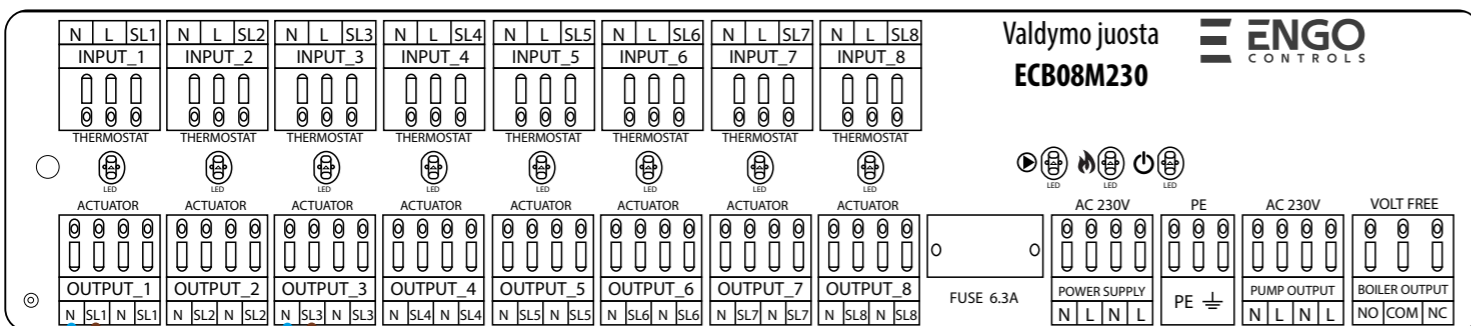 N L SL1 N L SL2 N L SL3 N L SL4 N L SL5 N L SL6 N L SL7 N L SL8
INPUT_1 INPUT_2 INPUT_3 INPUT_4 INPUT_5 INPUT_6 INPUT_7 INPUT_8
THERMOSTAT THERMOSTAT THERMOSTAT THERMOSTAT THERMOSTAT THERMOSTAT THERMOSTAT THERMOSTAT
Valdymo juosta
ECB08M230
ENGO
CONTROLS
LED LED LED LED LED LED LED LED
LED LED LED
ACTUATOR ACTUATOR ACTUATOR ACTUATOR ACTUATOR ACTUATOR ACTUATOR ACTUATOR
OUTPUT_1 OUTPUT_2 OUTPUT_3 OUTPUT_4 OUTPUT_5 OUTPUT_6 OUTPUT_7 OUTPUT_8
N SL1 N SL1 N SL2 N SL2 N SL3 N SL3 N SL4 N SL4 N SL5 N SL5 N SL6 N SL6 N SL7 N SL7 N SL8 N SL8
FUSE 6.3A
AC 230V PE AC 230V VOLT FREE
POWER SUPPLY PE PUMP OUTPUT BOILER OUTPUT
N L N L N L N L NO COM NC